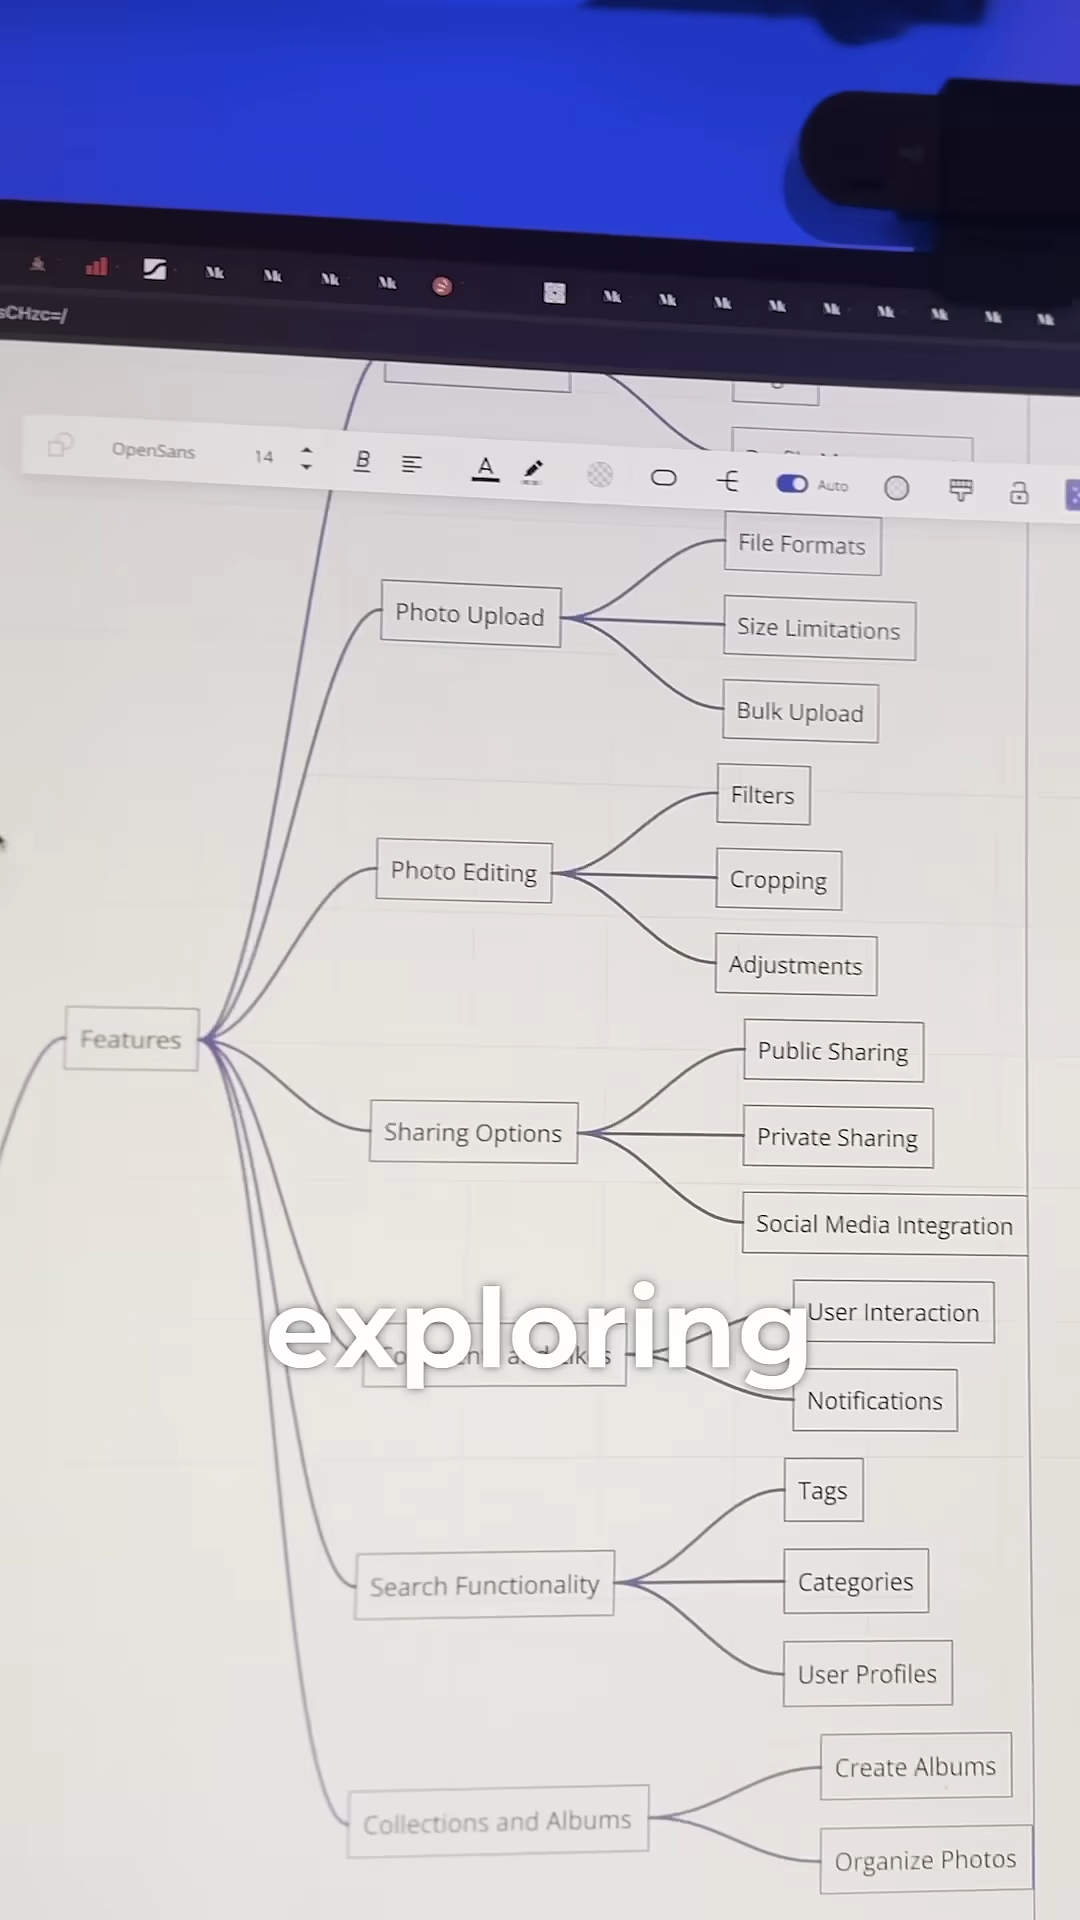 sCHzc=/
OpenSans 14 B A Auto
File Formats
Photo Upload
Size Limitations
Bulk Upload
Filters
Photo Editing
Cropping
Adjustments
Features
Public Sharing
Sharing Options
Private Sharing
Social Media Integration
exploring
User Interaction
Notifications
Tags
Search Functionality
Categories
User Profiles
Create Albums
Collections and Albums
Organize Photos